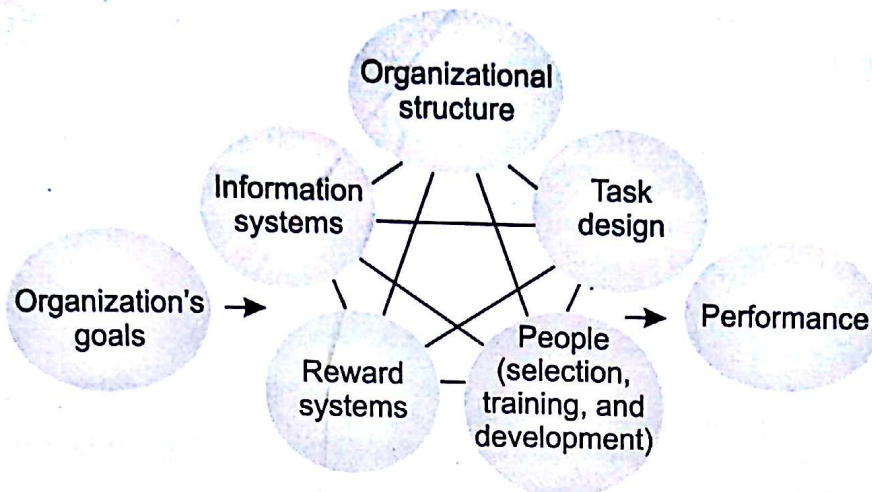 Organizational
structure
Information
systems
Task
design
Organization's
goals
Performance
Reward
systems
People
(selection,
training, and
development)